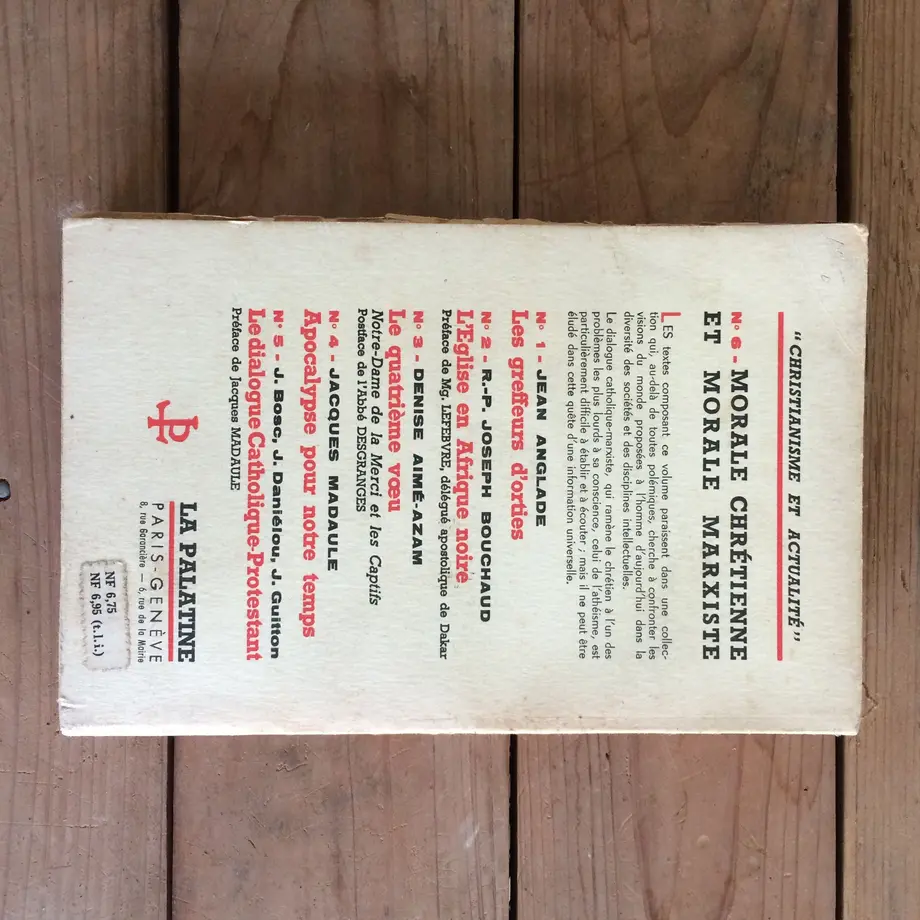 "CHRISTIANISME ET ACTUALITÉ"
N° 6 - MORALE CHRÉTIENNE
ET MORALE MARXISTE
LES textes composant ce volume paraissent dans une collec-
tion qui, au-delà de toutes polémiques, cherche à confronter les
visions du monde proposées à l'homme d'aujourd'hui dans la
diversité des sociétés et des disciplines intellectuelles.
Le dialogue catholique-marxiste, qui ramène le chrétien à l'un des
problèmes les plus lourds à sa conscience, celui de l'athéisme, est
particulièrement difficile à établir et à écouter ; mais il ne peut être
éludé dans cette quête d'une information universelle.
N° 1 - JEAN ANGLADE
Les greffeurs d'orties
N° 2 - R.-P. JOSEPH BOUCHAUD
L'Eglise en Afrique noire
Préface de Mg. LEFEBVRE, délégué apostolique de Dakar
N° 3 - DENISE AIMÉ-AZAM
Le quatrième vœu
Notre-Dame de la Merci et les Captifs
Postface de l'Abbé DESGRANGES
N° 4 - JACQUES MADAULE
Apocalypse pour notre temps
N° 5 - J. Bosc, J. Daniélou, J. Guitton
Le dialogue Catholique-Protestant
Préface de Jacques MADAULE
LA PALATINE
PARIS-GENÈVE
8, rue Garancière — 6, rue de la Mairie
NF 6,75
NF 6,95 (t.l.i.)